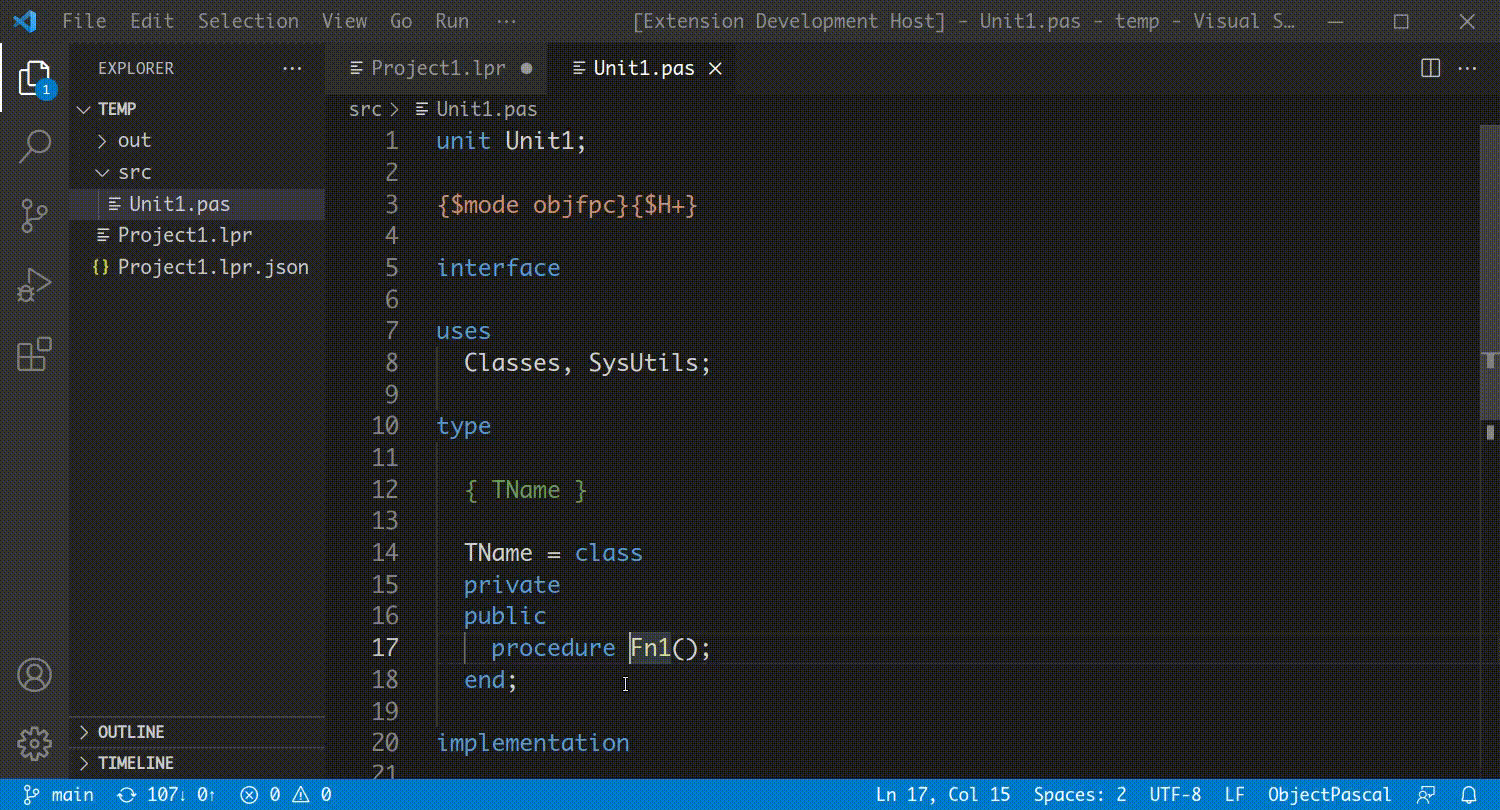 File Edit Selection View Go Run ··· [Extension Development Host] - Unit1.pas - temp - Visual S...
EXPLORER ···
1
TEMP
out
src
Unit1.pas
Project1.lpr
{} Project1.lpr.json
OUTLINE
TIMELINE
Project1.lpr ● Unit1.pas ×
src > Unit1.pas
1 unit Unit1;
2
3 {$mode objfpc}{$H+}
4
5 interface
6
7 uses
8 Classes, SysUtils;
9
10 type
11
12 { TName }
13
14 TName = class
15 private
16 public
17 procedure Fn1();
18 end;
19
20 implementation
21
main 107↓ 0↑ 0 0 Ln 17, Col 15 Spaces: 2 UTF-8 LF ObjectPascal